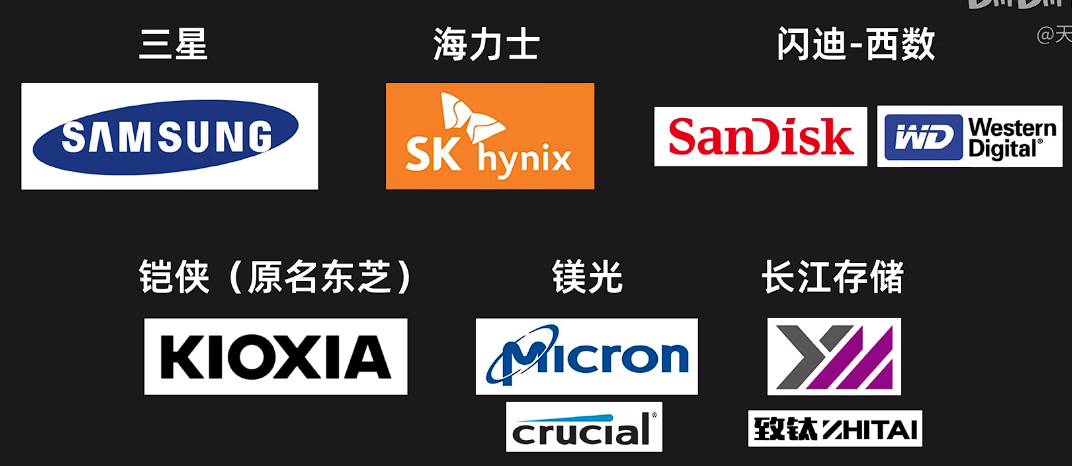 三星
海力士
闪迪-西数
@天
SAMSUNG
SK hynix
SanDisk
WD Western
Digital®
铠侠（原名东芝）
镁光
长江存储
KIOXIA
Micron
crucial®
致钛 ZHITAI